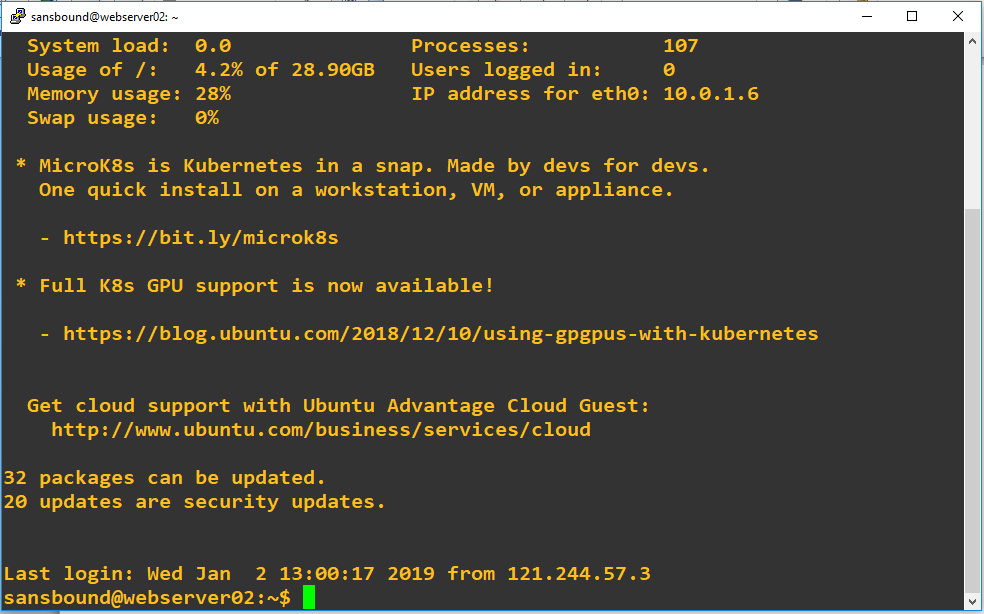 sansbound@webserver02: ~
System load: 0.0 Processes: 107
Usage of /: 4.2% of 28.90GB Users logged in: 0
Memory usage: 28% IP address for eth0: 10.0.1.6
Swap usage: 0%
* MicroK8s is Kubernetes in a snap. Made by devs for devs.
One quick install on a workstation, VM, or appliance.
- https://bit.ly/microk8s
* Full K8s GPU support is now available!
- https://blog.ubuntu.com/2018/12/10/using-gpgpus-with-kubernetes
Get cloud support with Ubuntu Advantage Cloud Guest:
http://www.ubuntu.com/business/services/cloud
32 packages can be updated.
20 updates are security updates.
Last login: Wed Jan  2 13:00:17 2019 from 121.244.57.3
sansbound@webserver02:~$